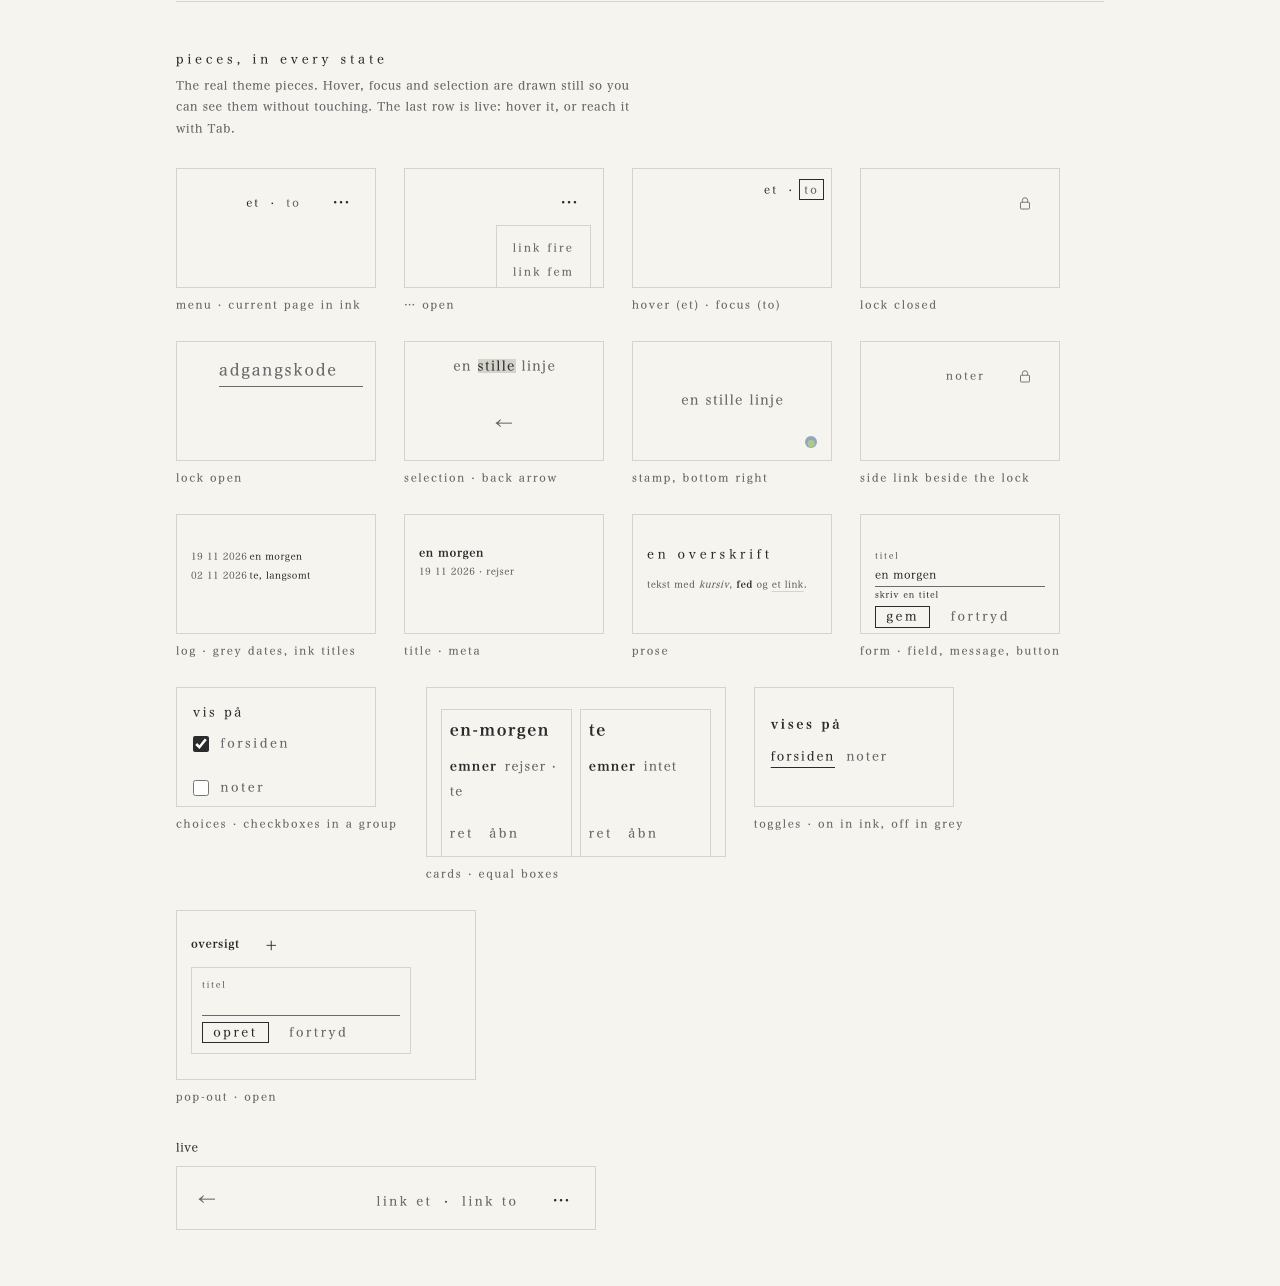 pieces, in every state
The real theme pieces. Hover, focus and selection are drawn still so you
can see them without touching. The last row is live: hover it, or reach it
with Tab.
et · to ···
menu · current page in ink
···
link fire
link fem
··· open
et · to
hover (et) · focus (to)
lock closed
adgangskode
lock open
en stille linje
←
selection · back arrow
en stille linje
stamp, bottom right
noter
side link beside the lock
19 11 2026 en morgen
02 11 2026 te, langsomt
log · grey dates, ink titles
en morgen
19 11 2026 · rejser
title · meta
en overskrift
tekst med kursiv, fed og et link.
prose
titel
en morgen
skriv en titel
gem fortryd
form · field, message, button
vis på
forsiden
noter
choices · checkboxes in a group
en-morgen
emner rejser ·
te
ret åbn
te
emner intet
ret åbn
cards · equal boxes
vises på
forsiden noter
toggles · on in ink, off in grey
oversigt +
titel
opret fortryd
pop-out · open
live
← link et · link to ···